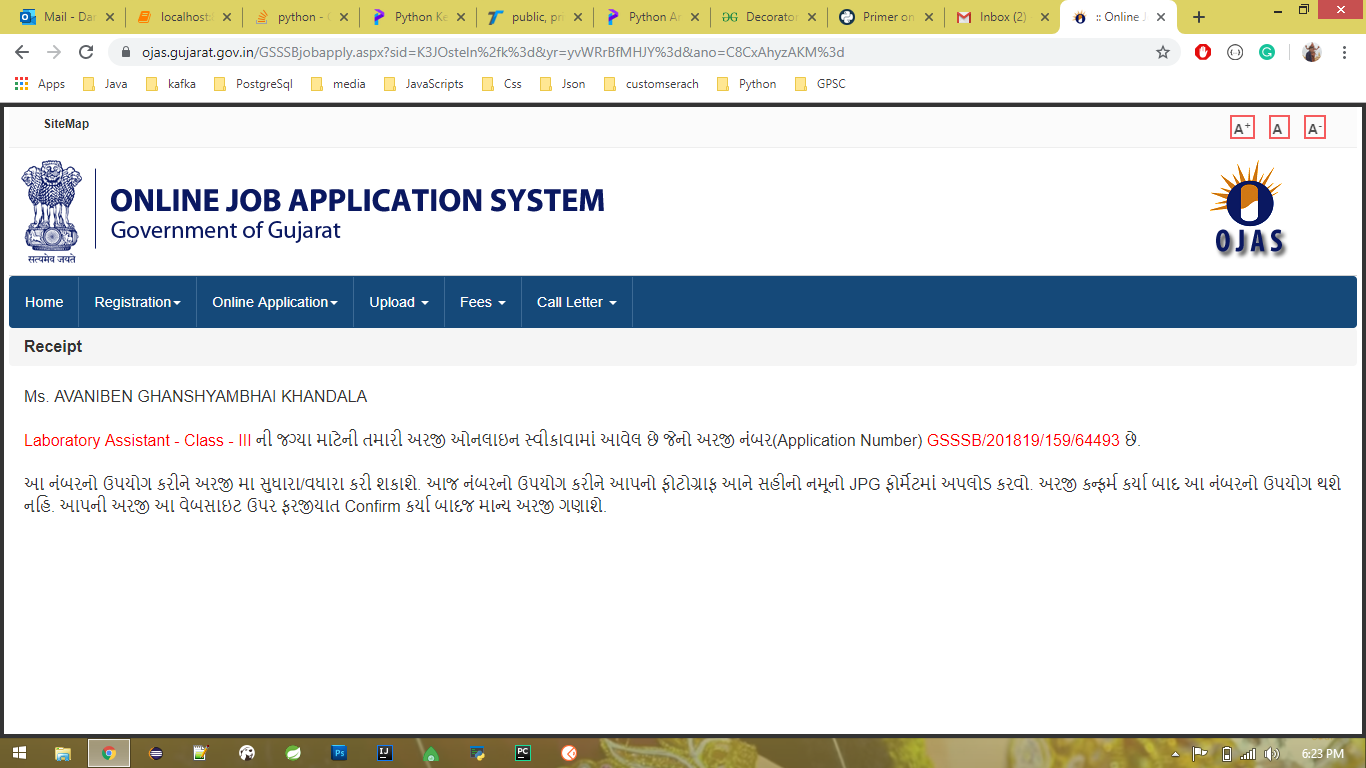 Mail - Dan
localhost:
python - C
Python Ke
public, pri
Python An
Decorator
Primer on
Inbox (2)
:: Online J
ojas.gujarat.gov.in/GSSSBjobapply.aspx?sid=K3JOsteln%2fk%3d&yr=yvWRrBfMHJY%3d&ano=C8CxAhyzAKM%3d
Apps Java kafka PostgreSql media JavaScripts Css Json customserach Python GPSC
SiteMap
A+ A A-
ONLINE JOB APPLICATION SYSTEM
Government of Gujarat
सत्यमेव जयते
OJAS
Home Registration Online Application Upload Fees Call Letter
Receipt
Ms. AVANIBEN GHANSHYAMBHAI KHANDALA
Laboratory Assistant - Class - III ની જગ્યા માટેની તમારી અરજી ઓનલાઇન સ્વીકાવામાં આવેલ છે જેનો અરજી નંબર(Application Number) GSSSB/201819/159/64493 છે.
આ નંબરનો ઉપયોગ કરીને અરજી મા સુધારા/વધારા કરી શકાશે. આજ નંબરનો ઉપયોગ કરીને આપનો ફોટોગ્રાફ આને સહીનો નમૂનો JPG ફોર્મેટમાં અપલોડ કરવો. અરજી કન્ફર્મ કર્યા બાદ આ નંબરનો ઉપયોગ થશે
નહિ. આપની અરજી આ વેબસાઇટ ઉપર ફરજીયાત Confirm કર્યા બાદજ માન્ય અરજી ગણાશે.
6:23 PM